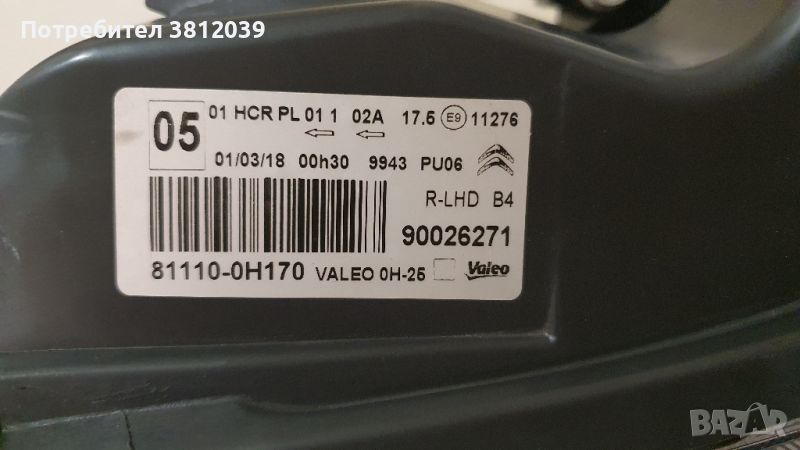 Потребител 3812039
05
01 HCR PL 01 1 02A 17.5 E9 11276
01/03/18 00h30 9943 PU06
R-LHD B4
90026271
81110-0H170 VALEO 0H-25 Valeo
BAZAR